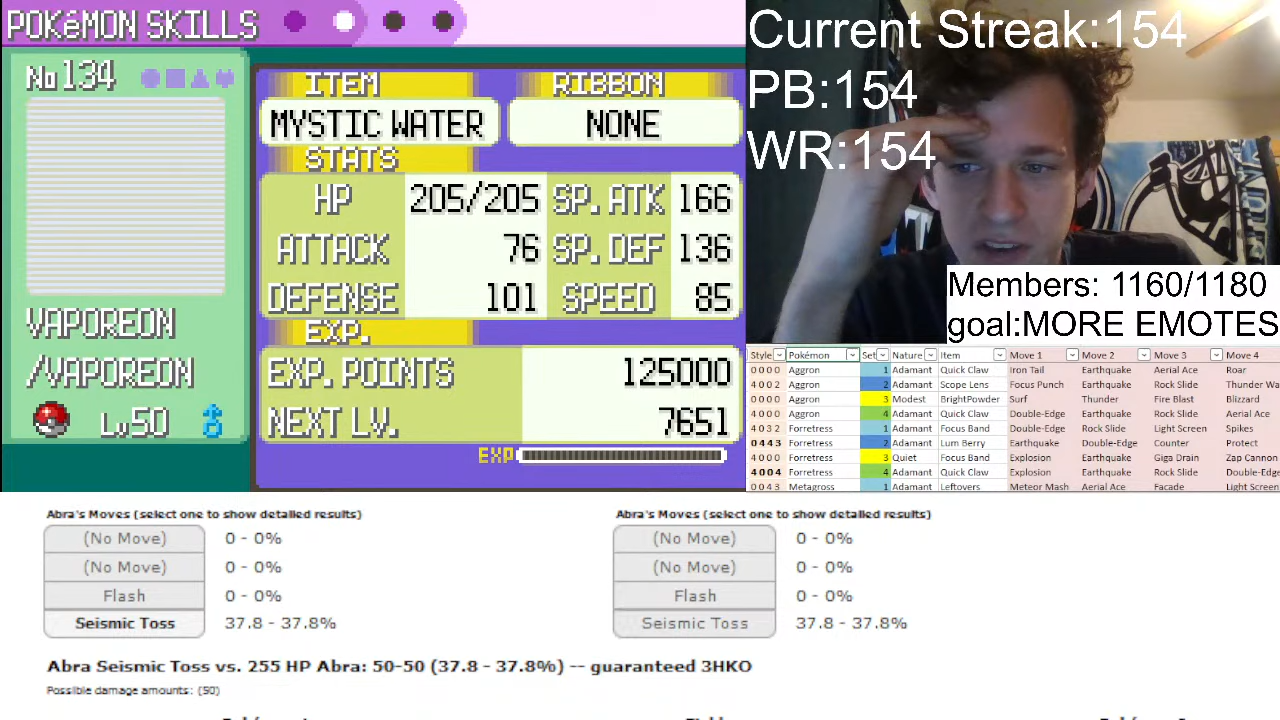 POKéMON SKILLS
No134
VAPOREON
/VAPOREON
Lv50 ♂
ITEM RIBBON
MYSTIC WATER NONE
STATS
HP 205/205 SP. ATK 166
ATTACK 76 SP. DEF 136
DEFENSE 101 SPEED 85
EXP.
EXP. POINTS 125000
NEXT LV. 7651
EXP
Current Streak:154
PB:154
WR:154
Members: 1160/1180
goal:MORE EMOTES
Style Pokémon Set Nature Item Move 1 Move 2 Move 3 Move 4
0000 Aggron 1 Adamant Quick Claw Iron Tail Earthquake Aerial Ace Roar
4002 Aggron 2 Adamant Scope Lens Focus Punch Earthquake Rock Slide Thunder Wa
0000 Aggron 3 Modest BrightPowder Surf Thunder Fire Blast Blizzard
4000 Aggron 4 Adamant Quick Claw Double-Edge Earthquake Rock Slide Aerial Ace
4032 Forretress 1 Adamant Focus Band Double-Edge Rock Slide Light Screen Spikes
0443 Forretress 2 Adamant Lum Berry Earthquake Double-Edge Counter Protect
4000 Forretress 3 Quiet Focus Band Explosion Earthquake Giga Drain Zap Cannon
4004 Forretress 4 Adamant Quick Claw Explosion Earthquake Rock Slide Double-Edge
0043 Metagross 1 Adamant Leftovers Meteor Mash Aerial Ace Facade Light Screen
Abra's Moves (select one to show detailed results)
(No Move) 0 - 0%
(No Move) 0 - 0%
Flash 0 - 0%
Seismic Toss 37.8 - 37.8%
Abra's Moves (select one to show detailed results)
(No Move) 0 - 0%
(No Move) 0 - 0%
Flash 0 - 0%
Seismic Toss 37.8 - 37.8%
Abra Seismic Toss vs. 255 HP Abra: 50-50 (37.8 - 37.8%) -- guaranteed 3HKO
Possible damage amounts: (50)